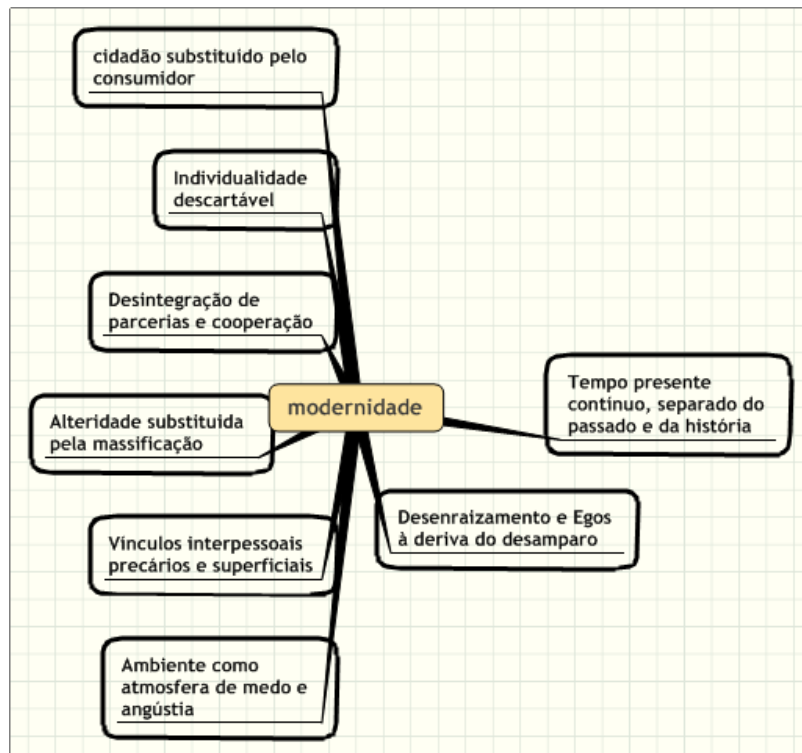 cidadão substituído pelo
consumidor
Individualidade
descartável
Desintegração de
parcerias e cooperação
modernidade
Alteridade substituida
pela massificação
Vínculos interpessoais
precários e superficiais
Ambiente como
atmosfera de medo e
angústia
Tempo presente
contínuo, separado do
passado e da história
Desenraizamento e Egos
à deriva do desamparo